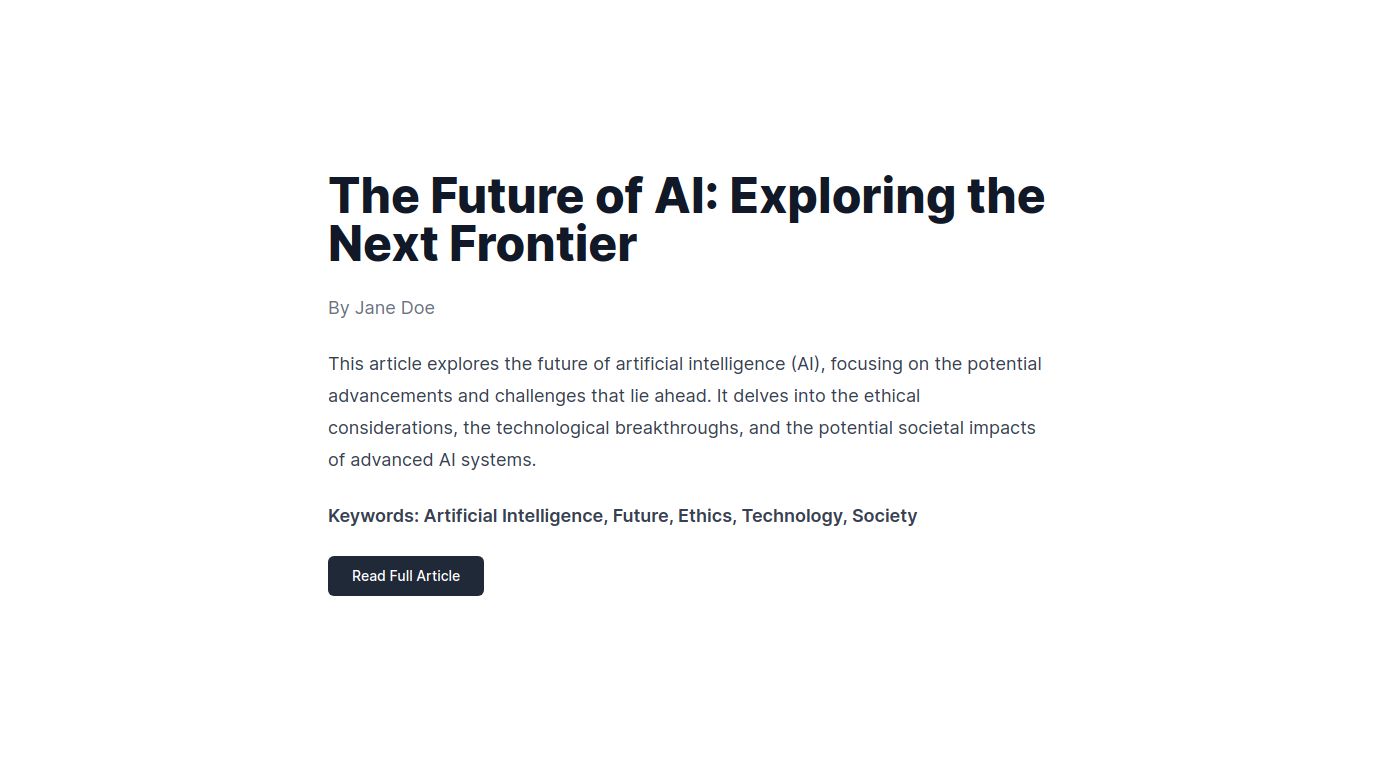 The Future of AI: Exploring the
Next Frontier
By Jane Doe
This article explores the future of artificial intelligence (AI), focusing on the potential
advancements and challenges that lie ahead. It delves into the ethical
considerations, the technological breakthroughs, and the potential societal impacts
of advanced AI systems.
Keywords: Artificial Intelligence, Future, Ethics, Technology, Society
Read Full Article